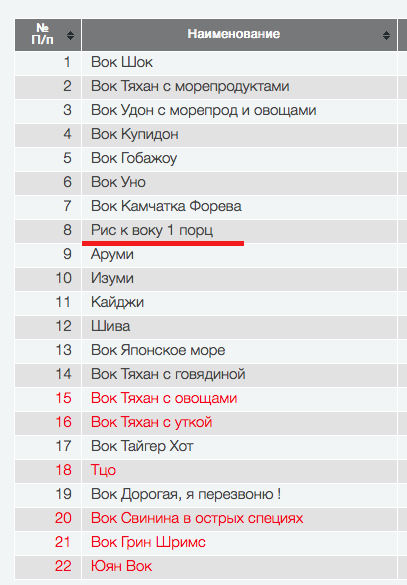 № П/п Наименование
1 Вок Шок
2 Вок Тяхан с морепродуктами
3 Вок Удон с морепрод и овощами
4 Вок Купидон
5 Вок Гобажоу
6 Вок Уно
7 Вок Камчатка Форева
8 Рис к воку 1 порц
9 Аруми
10 Изуми
11 Кайджи
12 Шива
13 Вок Японское море
14 Вок Тяхан с говядиной
15 Вок Тяхан с овощами
16 Вок Тяхан с уткой
17 Вок Тайгер Хот
18 Тцо
19 Вок Дорогая, я перезвоню !
20 Вок Свинина в острых специях
21 Вок Грин Шримс
22 Юян Вок